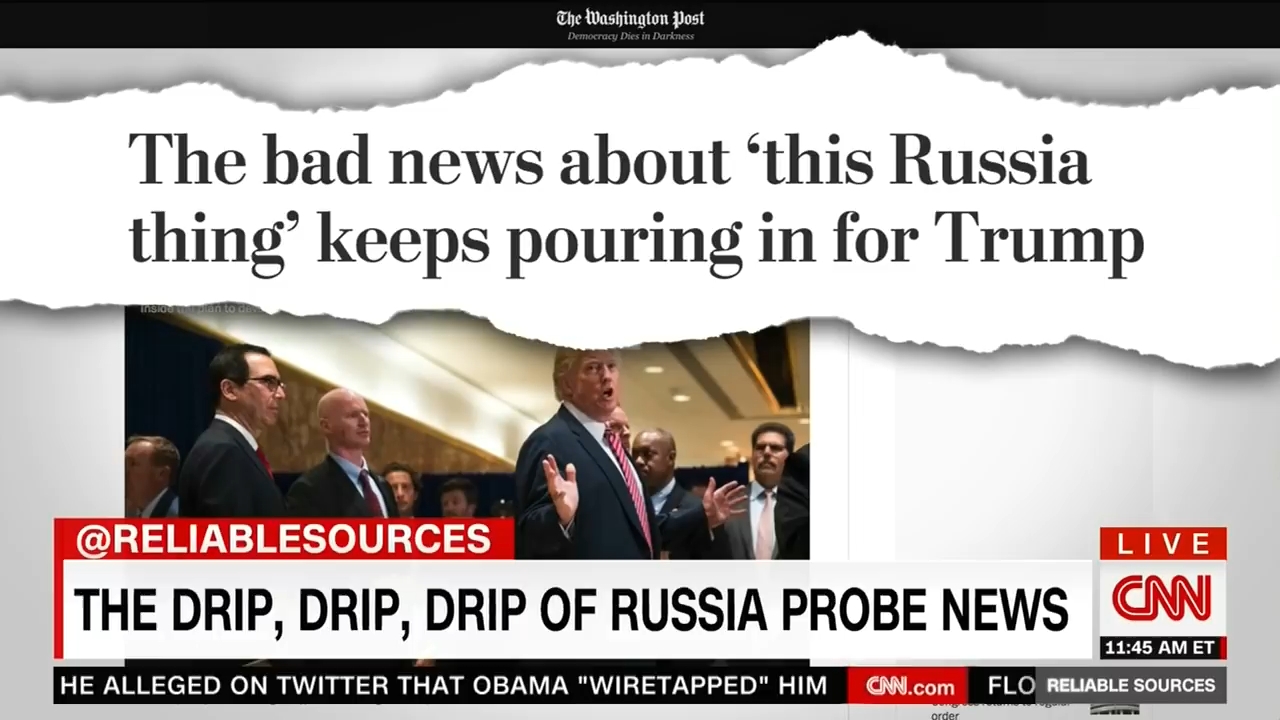 The Washington Post
Democracy Dies in Darkness
The bad news about ‘this Russia
thing’ keeps pouring in for Trump
@RELIABLESOURCES
THE DRIP, DRIP, DRIP OF RUSSIA PROBE NEWS
LIVE
CNN
11:45 AM ET
HE ALLEGED ON TWITTER THAT OBAMA "WIRETAPPED" HIM
CNN.com
FLO
RELIABLE SOURCES
order